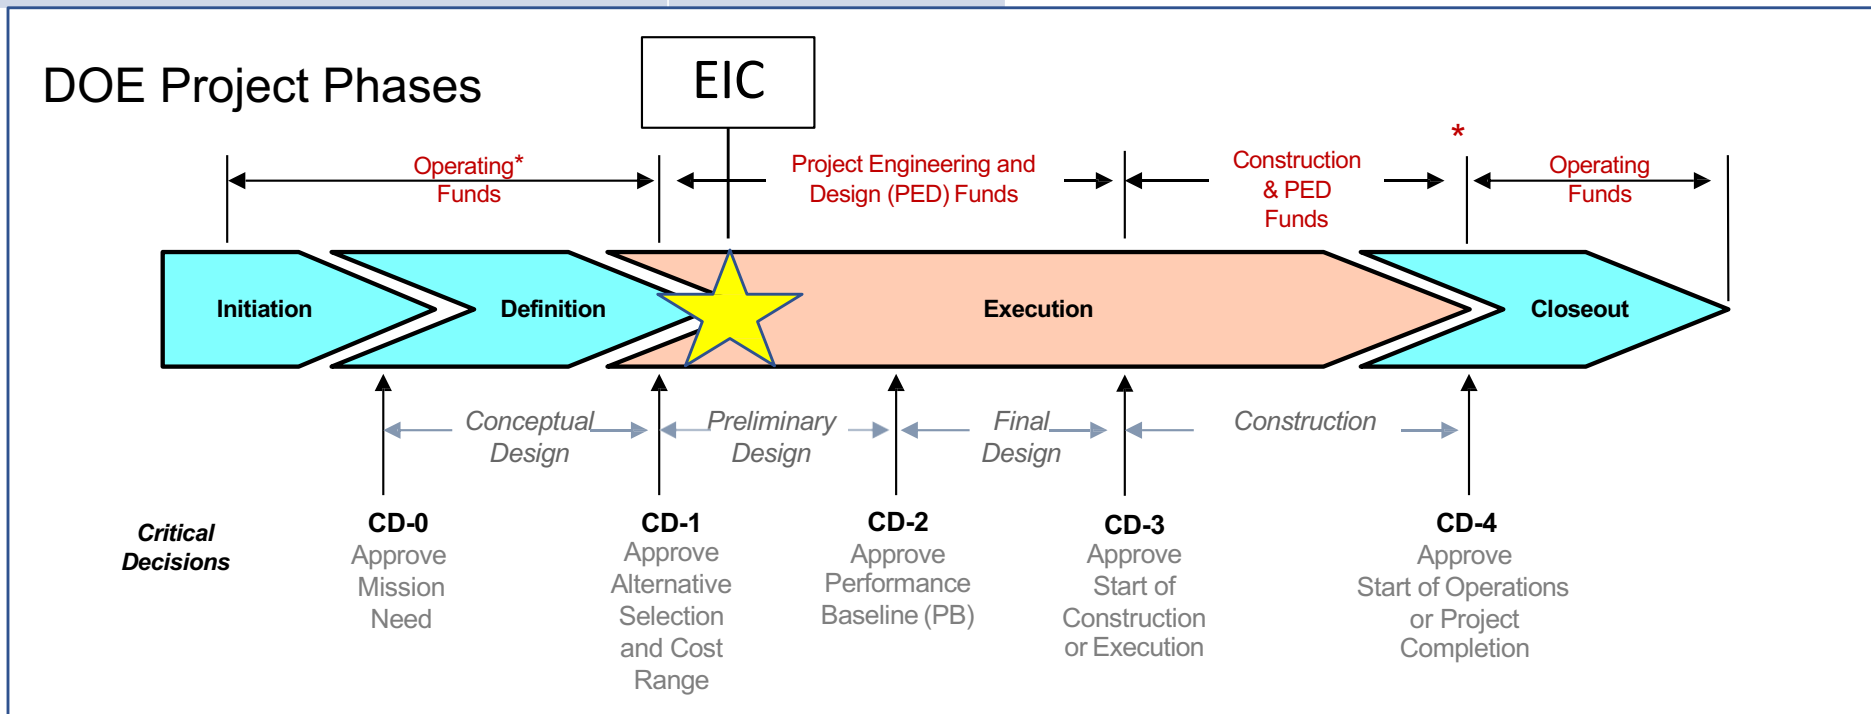 DOE Project Phases
EIC
Operating*
Funds
Project Engineering and
Design (PED) Funds
Construction
& PED
Funds
*
Operating
Funds
Initiation
Definition
Execution
Closeout
Conceptual
Design
Preliminary
Design
Final
Design
Construction
Critical
Decisions
CD-0
Approve
Mission
Need
CD-1
Approve
Alternative
Selection
and Cost
Range
CD-2
Approve
Performance
Baseline (PB)
CD-3
Approve
Start of
Construction
or Execution
CD-4
Approve
Start of Operations
or Project
Completion